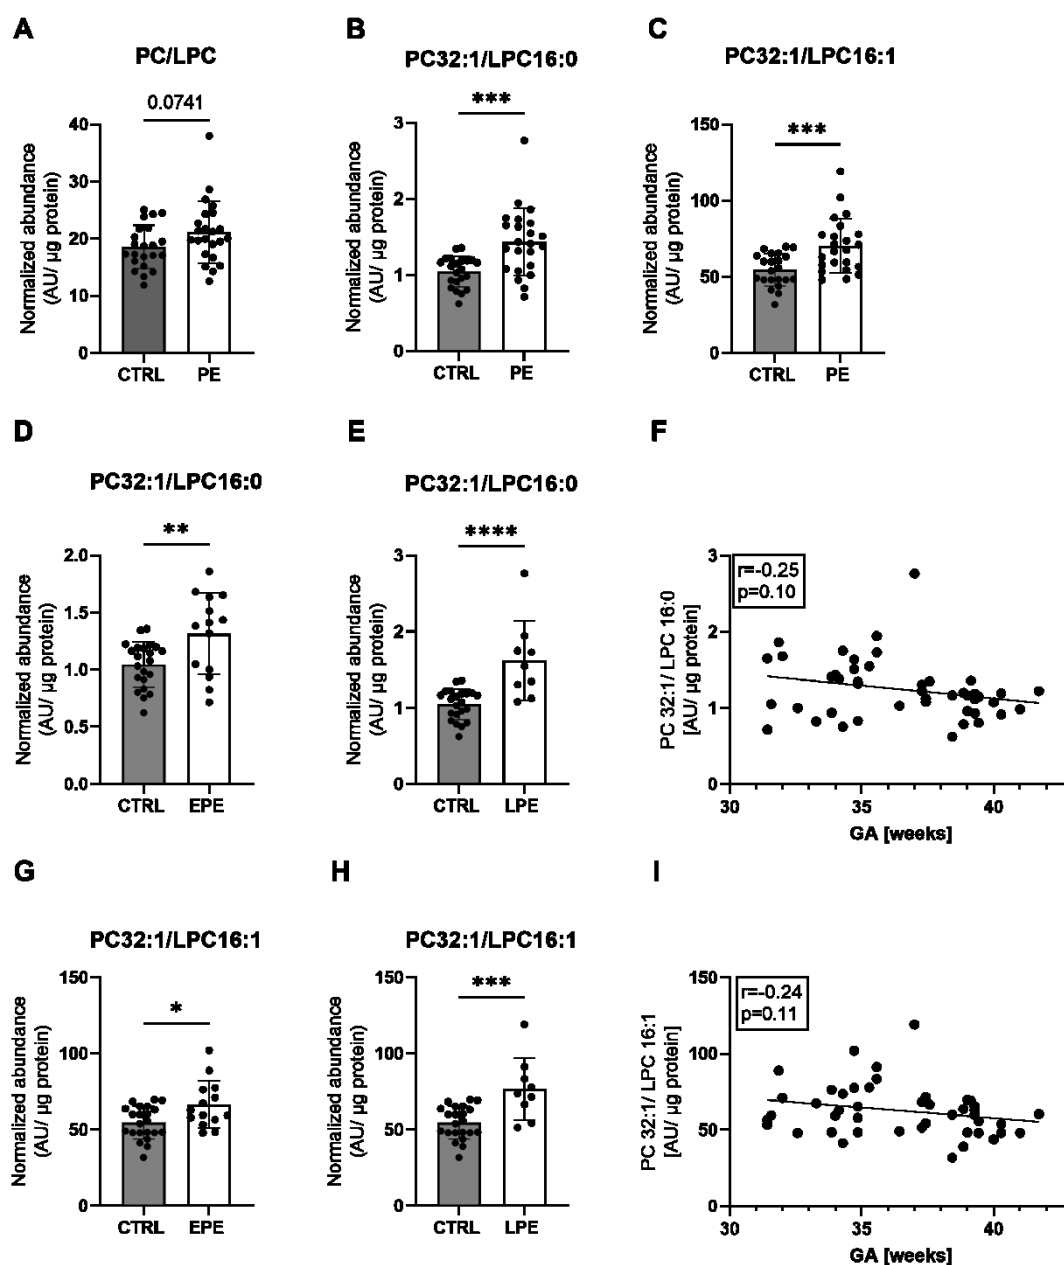 A
PC/LPC
0.0741
Normalized abundance
(AU/ µg protein)
40
30
20
10
0
CTRL PE
B
PC32:1/LPC16:0
***
Normalized abundance
(AU/ µg protein)
3
2
1
0
CTRL PE
C
PC32:1/LPC16:1
***
Normalized abundance
(AU/ µg protein)
150
100
50
0
CTRL PE
D
PC32:1/LPC16:0
**
Normalized abundance
(AU/ µg protein)
2.0
1.5
1.0
0.5
0.0
CTRL EPE
E
PC32:1/LPC16:0
****
Normalized abundance
(AU/ µg protein)
3
2
1
0
CTRL LPE
F
r=-0.25
p=0.10
PC 32:1/ LPC 16:0
[AU/ µg protein]
3
2
1
0
30 35 40
GA [weeks]
G
PC32:1/LPC16:1
*
Normalized abundance
(AU/ µg protein)
150
100
50
0
CTRL EPE
H
PC32:1/LPC16:1
***
Normalized abundance
(AU/ µg protein)
150
100
50
0
CTRL LPE
I
r=-0.24
p=0.11
PC 32:1/ LPC 16:1
[AU/ µg protein]
150
100
50
0
30 35 40
GA [weeks]